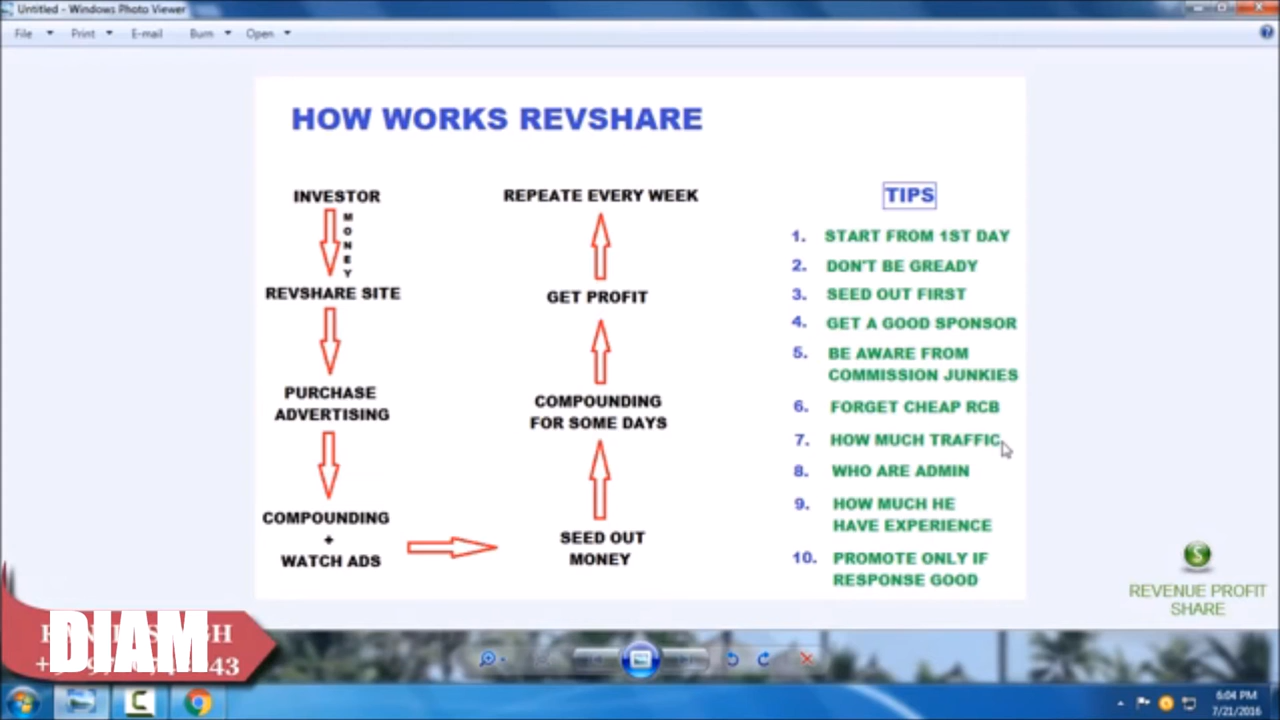 Untitled - Windows Photo Viewer
File Print E-mail Burn Open
HOW WORKS REVSHARE
INVESTOR
MONEY
REVSHARE SITE
PURCHASE
ADVERTISING
COMPOUNDING
+
WATCH ADS
REPEATE EVERY WEEK
GET PROFIT
COMPOUNDING
FOR SOME DAYS
SEED OUT
MONEY
TIPS
1. START FROM 1ST DAY
2. DON'T BE GREADY
3. SEED OUT FIRST
4. GET A GOOD SPONSOR
5. BE AWARE FROM
COMMISSION JUNKIES
6. FORGET CHEAP RCB
7. HOW MUCH TRAFFIC
8. WHO ARE ADMIN
9. HOW MUCH HE
HAVE EXPERIENCE
10. PROMOTE ONLY IF
RESPONSE GOOD
REVENUE PROFIT
SHARE
DIAM
6:04 PM
7/21/2016